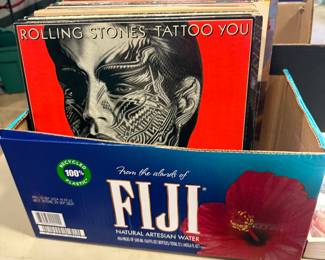 ROLLING STONES TATTOO YOU
RECYCLED
100%
PLASTIC
From the islands of
FIJI
NATURAL ARTESIAN WATER